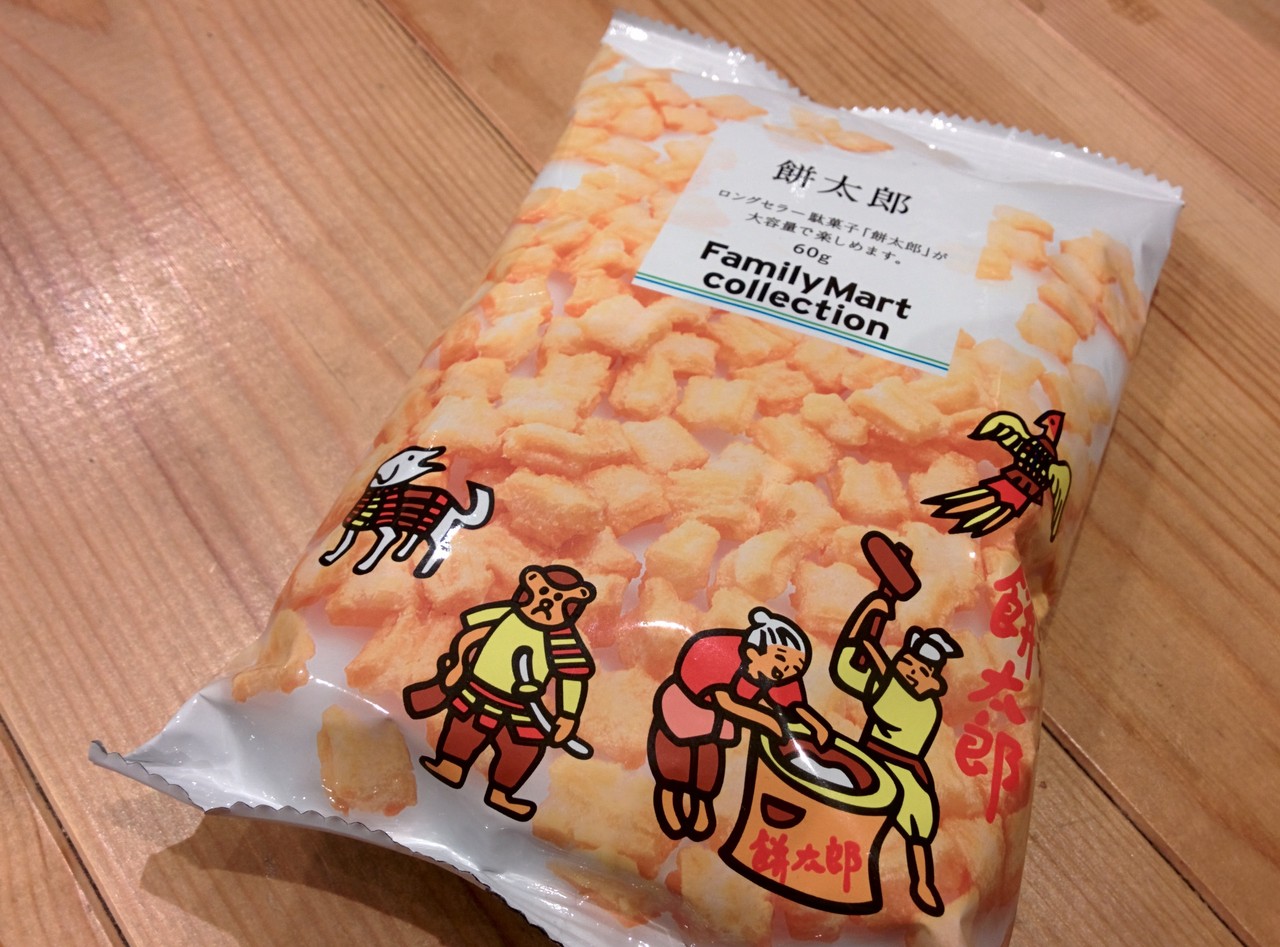 餅太郎
ロングセラー駄菓子「餅太郎」が
大容量で楽しめます。
60g
FamilyMart
collection
餅太郎
餅太郎